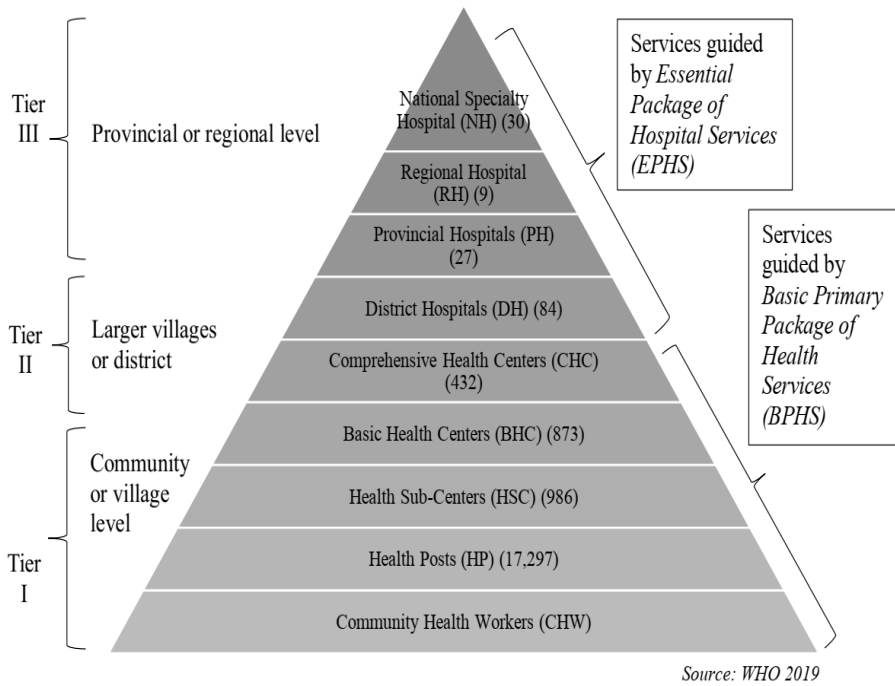 Tier
III
Provincial or regional level
National Specialty
Hospital (NH) (30)
Regional Hospital
(RH) (9)
Provincial Hospitals (PH)
(27)
Services guided
by Essential
Package of
Hospital Services
(EPHS)
Tier
II
Larger villages
or district
District Hospitals (DH) (84)
Comprehensive Health Centers (CHC)
(432)
Services
guided by
Basic Primary
Package of
Health
Services
(BPHS)
Tier
I
Community
or village
level
Basic Health Centers (BHC) (873)
Health Sub-Centers (HSC) (986)
Health Posts (HP) (17,297)
Community Health Workers (CHW)
Source: WHO 2019